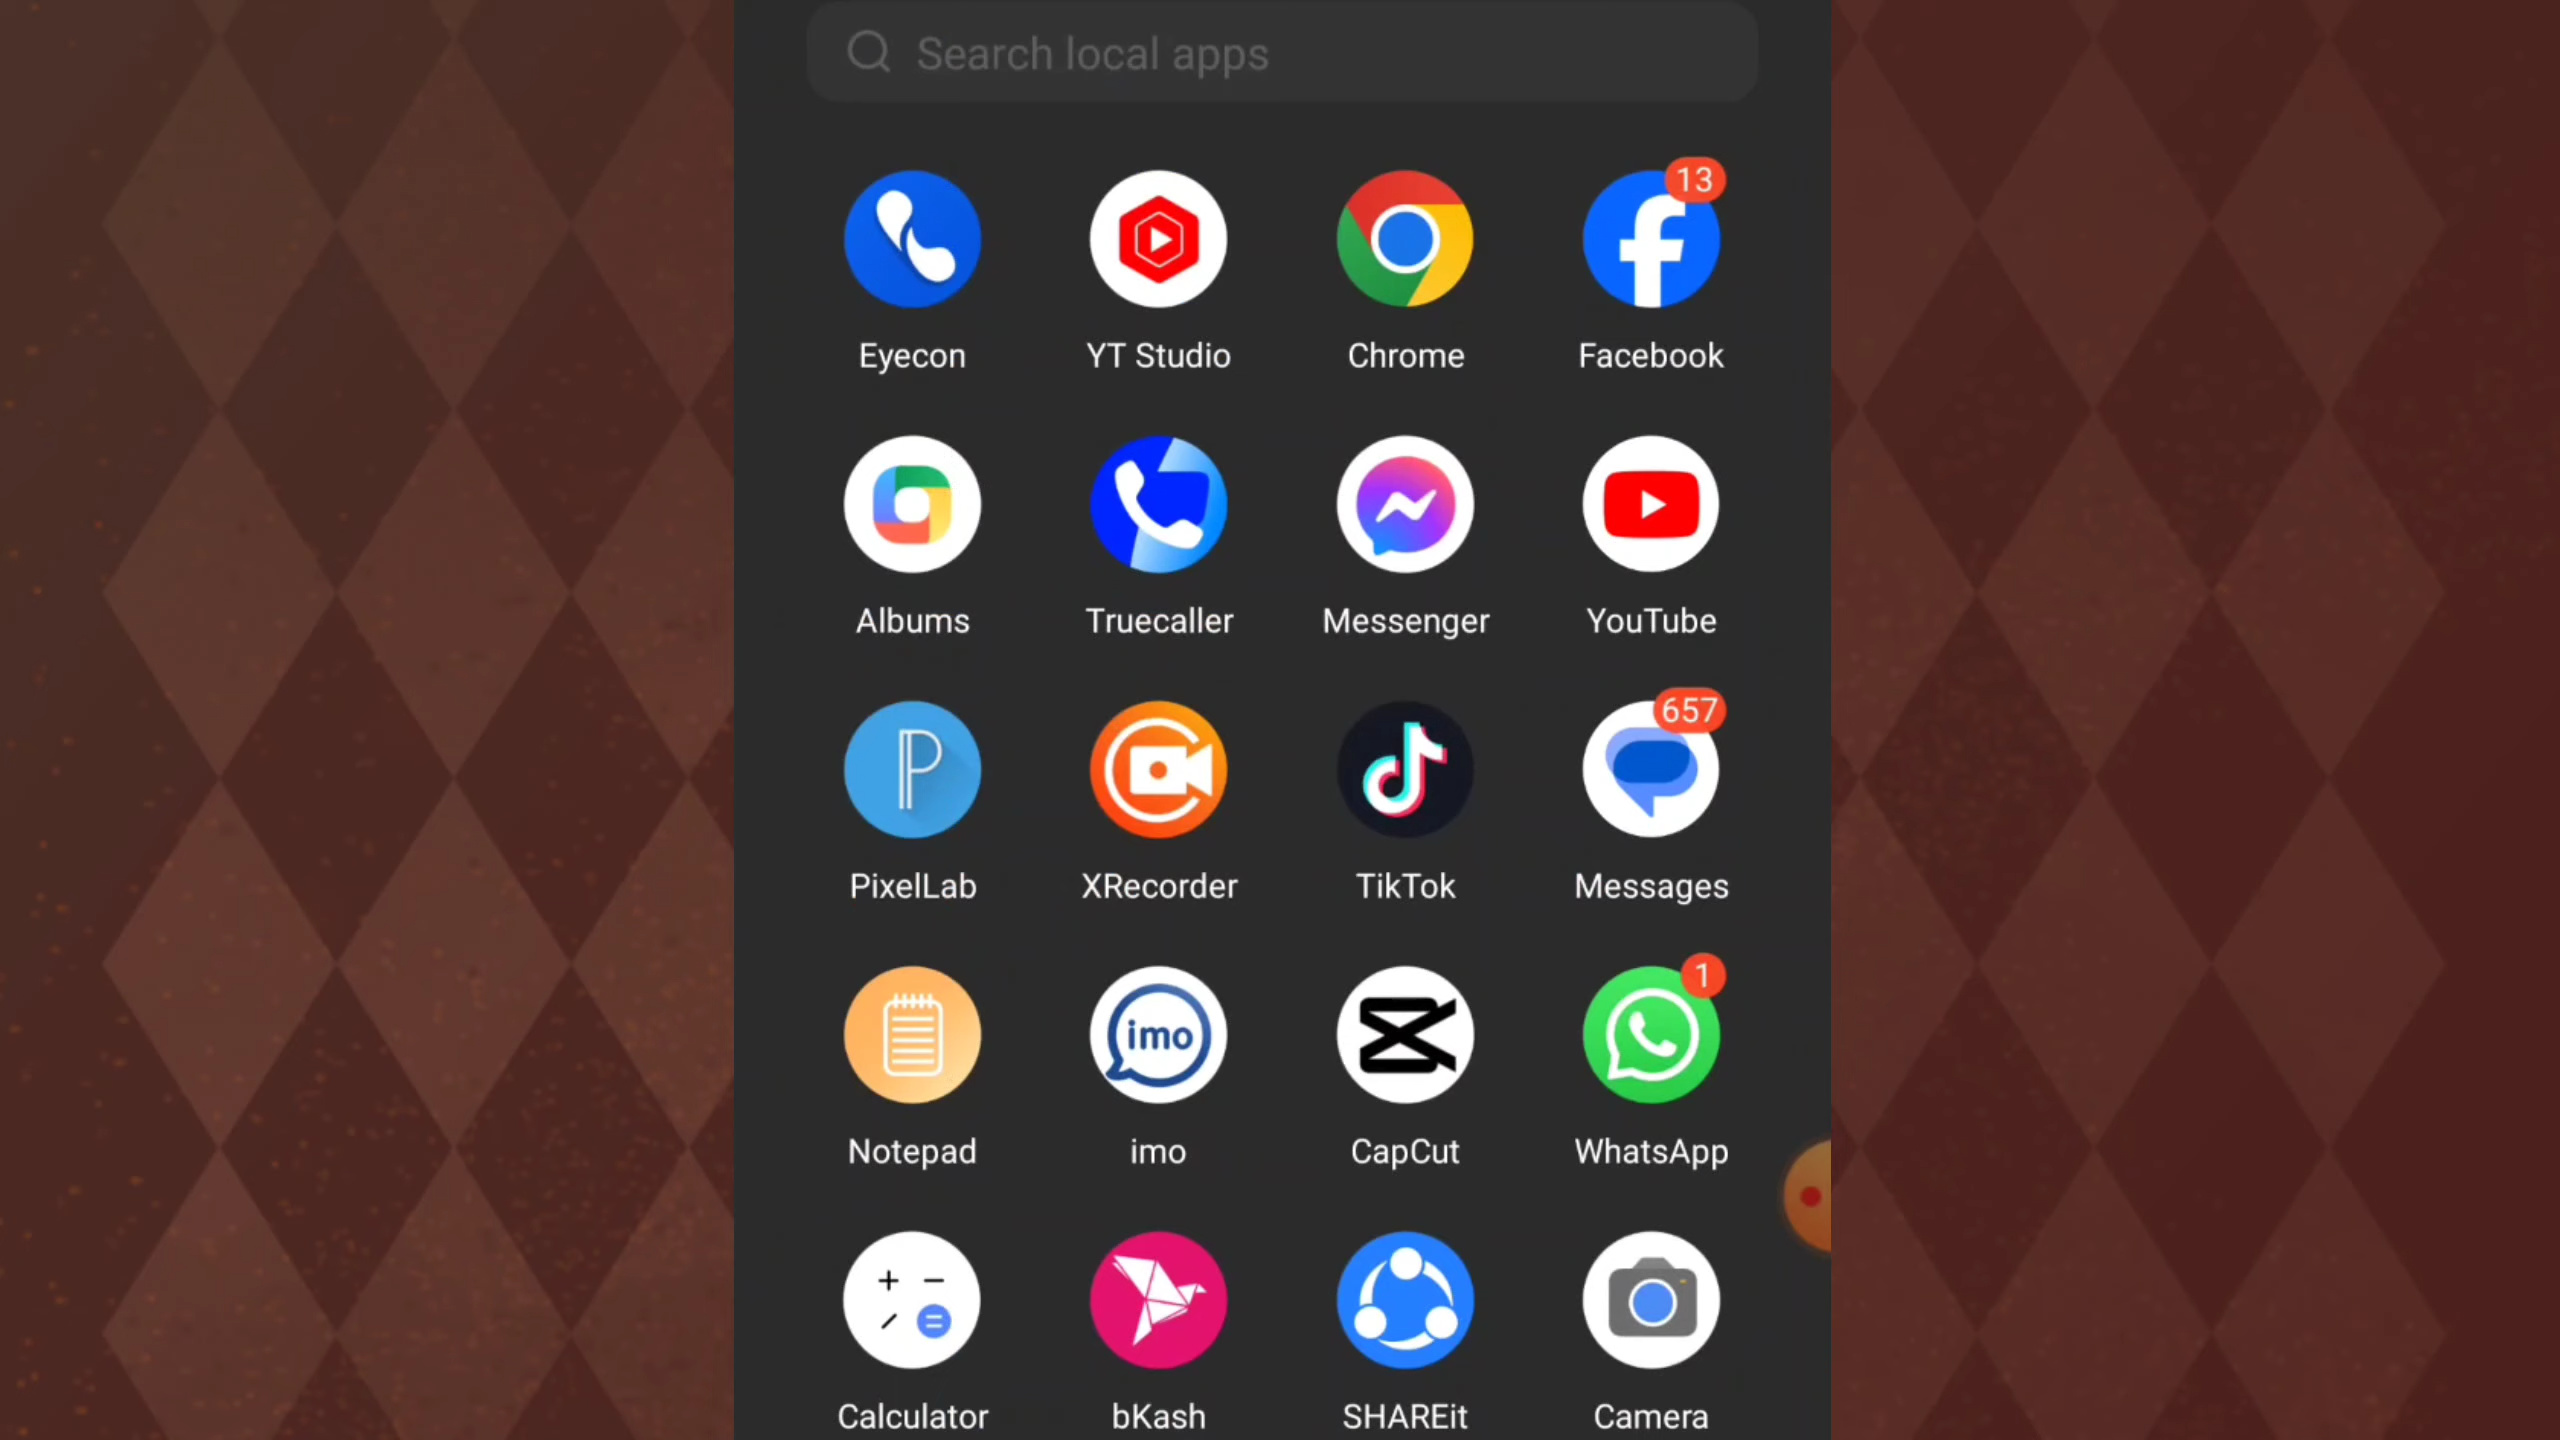 Search local apps
13
Eyecon YT Studio Chrome Facebook
Albums Truecaller Messenger YouTube
657
PixelLab XRecorder TikTok Messages
1
imo
Notepad imo CapCut WhatsApp
Calculator bKash SHAREit Camera